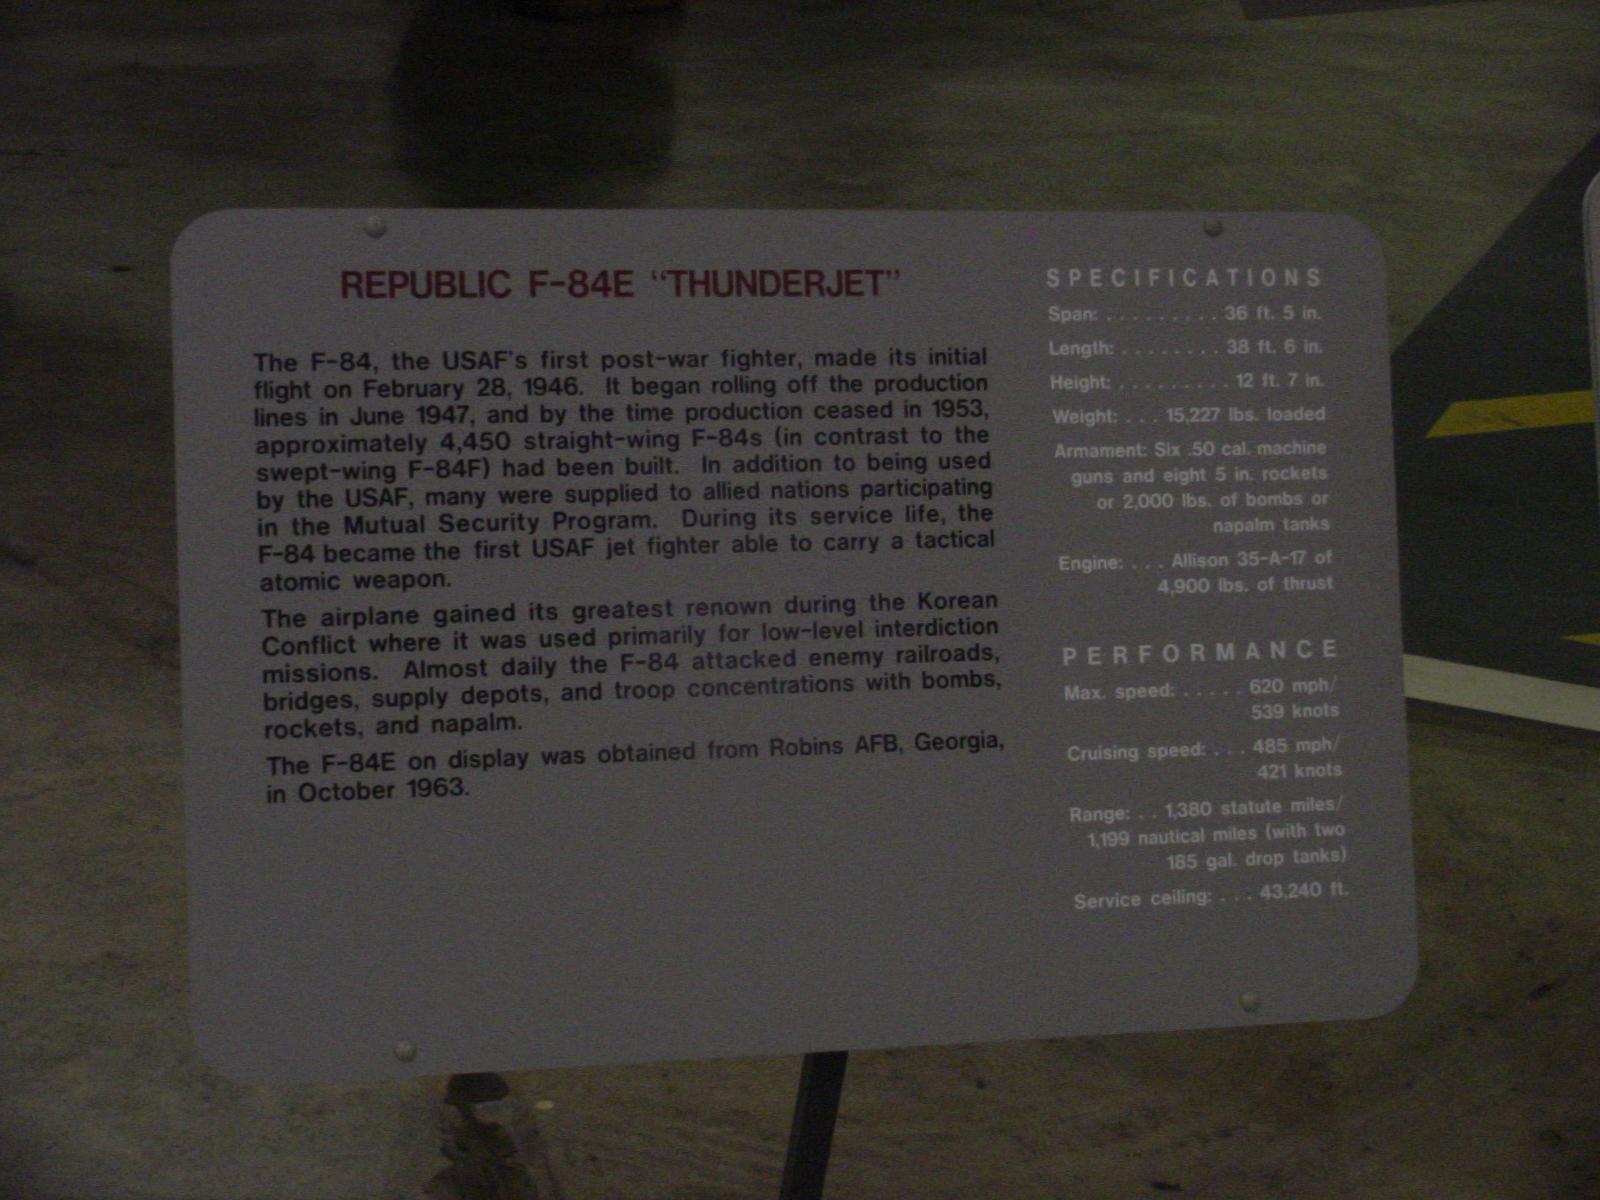 REPUBLIC F-84E "THUNDERJET"
The F-84, the USAF's first post-war fighter, made its initial
flight on February 28, 1946. It began rolling off the production
lines in June 1947, and by the time production ceased in 1953,
approximately 4,450 straight-wing F-84s (in contrast to the
swept-wing F-84F) had been built. In addition to being used
by the USAF, many were supplied to allied nations participating
in the Mutual Security Program. During its service life, the
F-84 became the first USAF jet fighter able to carry a tactical
atomic weapon.
The airplane gained its greatest renown during the Korean
Conflict where it was used primarily for low-level interdiction
missions. Almost daily the F-84 attacked enemy railroads,
bridges, supply depots, and troop concentrations with bombs,
rockets, and napalm.
The F-84E on display was obtained from Robins AFB, Georgia,
in October 1963.
SPECIFICATIONS
Span: . . . . . . . . . 36 ft. 5 in.
Length: . . . . . . . . 38 ft. 6 in.
Height: . . . . . . . . . 12 ft. 7 in.
Weight: . . . 15,227 lbs. loaded
Armament: Six .50 cal. machine
guns and eight 5 in. rockets
or 2,000 lbs. of bombs or
napalm tanks
Engine: . . . Allison 35-A-17 of
4,900 lbs. of thrust
PERFORMANCE
Max. speed: . . . . . 620 mph/
539 knots
Cruising speed: . . . 485 mph/
421 knots
Range: . . 1,380 statute miles/
1,199 nautical miles (with two
185 gal. drop tanks)
Service ceiling: . . . 43,240 ft.